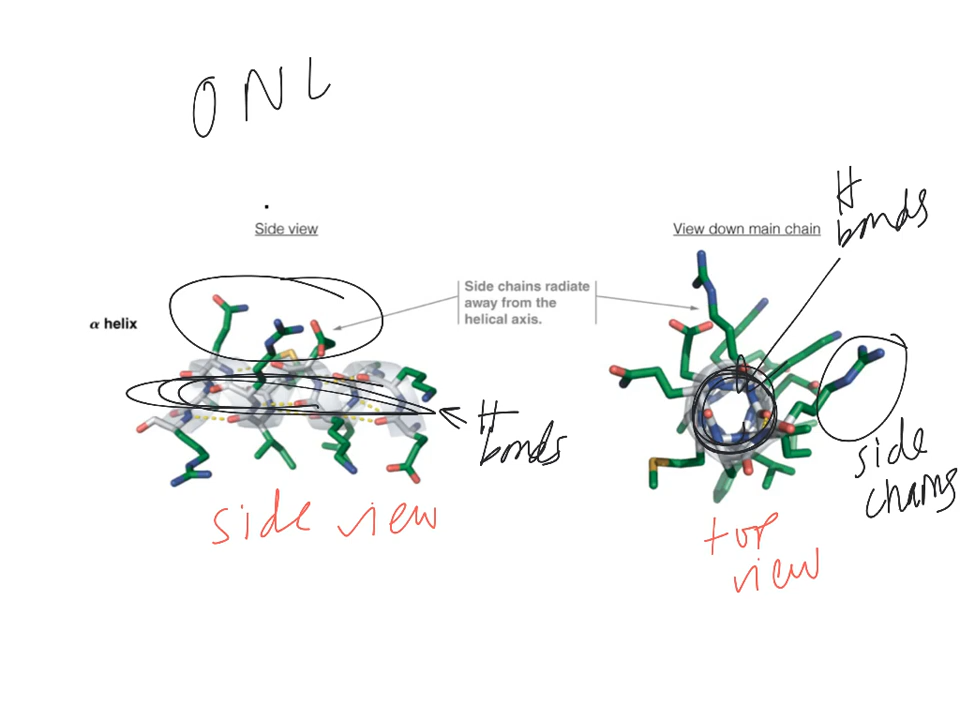 ONL
H
bonds
Side view
View down main chain
Side chains radiate
away from the
helical axis.
α helix
H
bonds
side
chains
side view
top
view